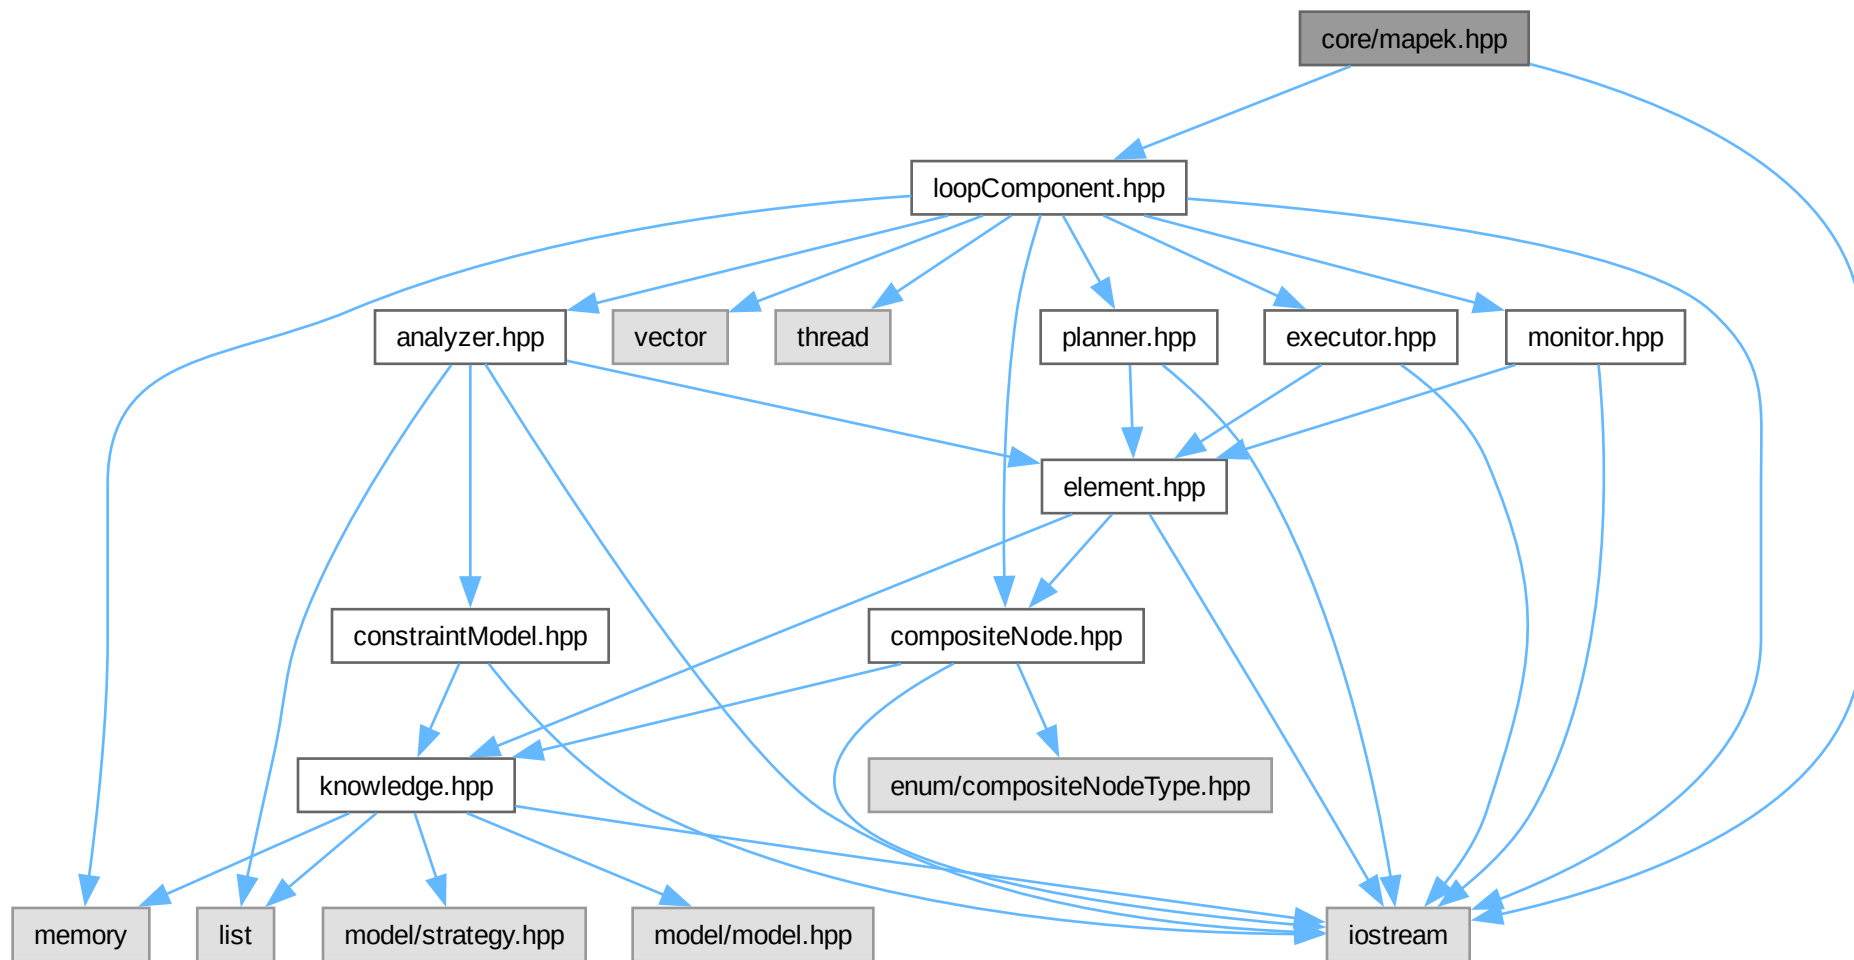 core/mapek.hpp
loopComponent.hpp
analyzer.hpp
vector
thread
planner.hpp
executor.hpp
monitor.hpp
element.hpp
constraintModel.hpp
compositeNode.hpp
knowledge.hpp
enum/compositeNodeType.hpp
memory
list
model/strategy.hpp
model/model.hpp
iostream